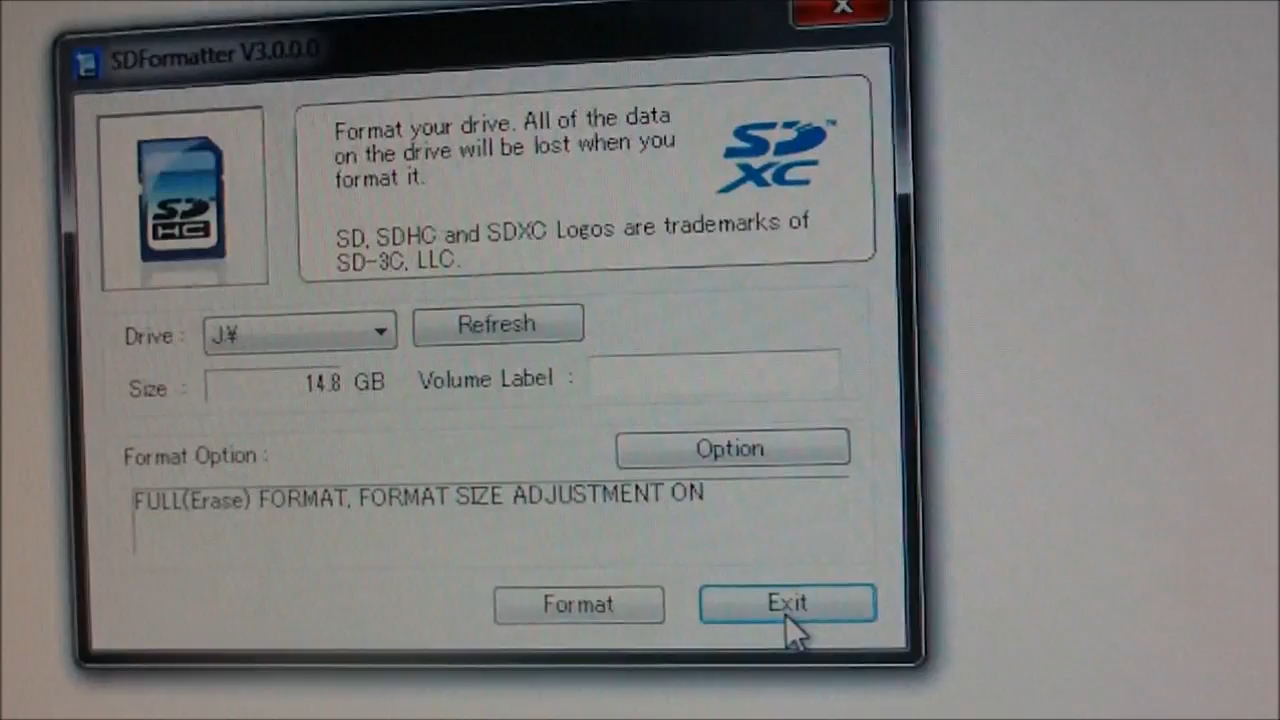 SDFormatter V3.0.0.0
X
Format your drive. All of the data
on the drive will be lost when you
format it.
SD XC
SD HC
SD, SDHC and SDXC Logos are trademarks of
SD-3C, LLC.
Drive : J¥ Refresh
Size : 14.8 GB Volume Label :
Format Option : Option
FULL(Erase) FORMAT, FORMAT SIZE ADJUSTMENT ON
Format Exit